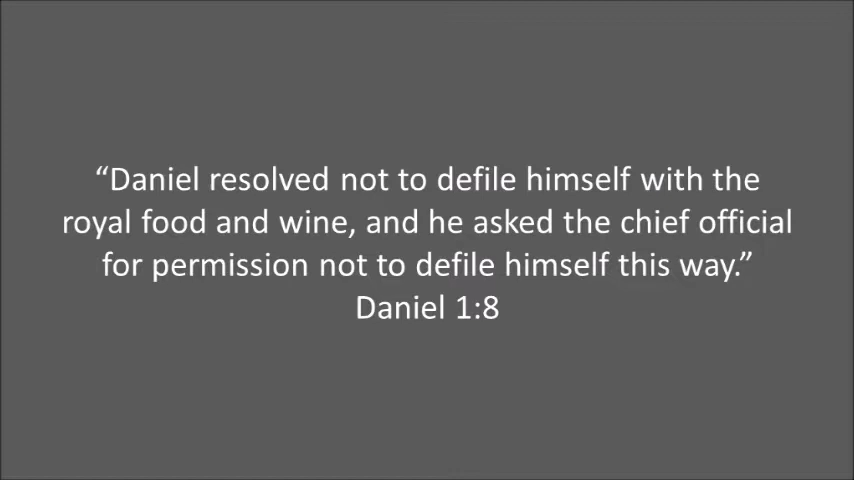 “Daniel resolved not to defile himself with the
royal food and wine, and he asked the chief official
for permission not to defile himself this way.”
Daniel 1:8